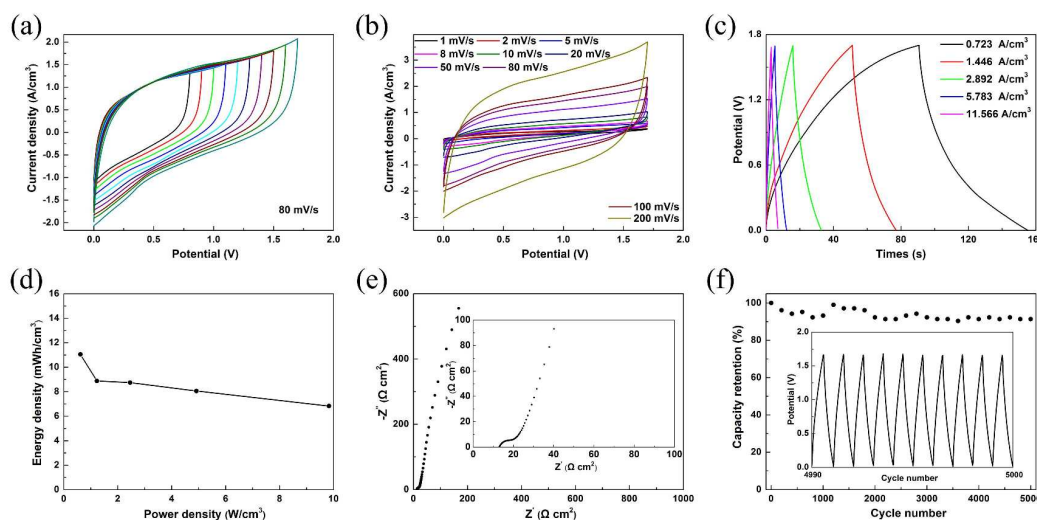 (a)
Current density (A/cm³)
2.0
1.5
1.0
0.5
0.0
-0.5
-1.0
-1.5
-2.0
80 mV/s
0.0 0.5 1.0 1.5 2.0
Potential (V)
(b)
Current density (A/cm³)
3
2
1
0
-1
-2
-3
1 mV/s 2 mV/s 5 mV/s
8 mV/s 10 mV/s 20 mV/s
50 mV/s 80 mV/s
100 mV/s
200 mV/s
0.0 0.5 1.0 1.5 2.0
Potential (V)
(c)
Potential (V)
1.8
1.2
0.6
0.0
0.723 A/cm³
1.446 A/cm³
2.892 A/cm³
5.783 A/cm³
11.566 A/cm³
0 40 80 120 160
Times (s)
(d)
Energy density (mWh/cm³)
16
14
12
10
8
6
4
2
0
0 2 4 6 8 10
Power density (W/cm³)
(e)
-Z'' (Ω cm²)
600
400
200
0
-Z'' (Ω cm²)
100
80
60
40
20
0
0 20 40 60 80 100
Z' (Ω cm²)
0 200 400 600 800 1000
Z' (Ω cm²)
(f)
Capacity retention (%)
100
80
60
40
20
0
Potential (V)
2.0
1.5
1.0
0.5
0.0
4990 5000
Cycle number
0 1000 2000 3000 4000 5000
Cycle number